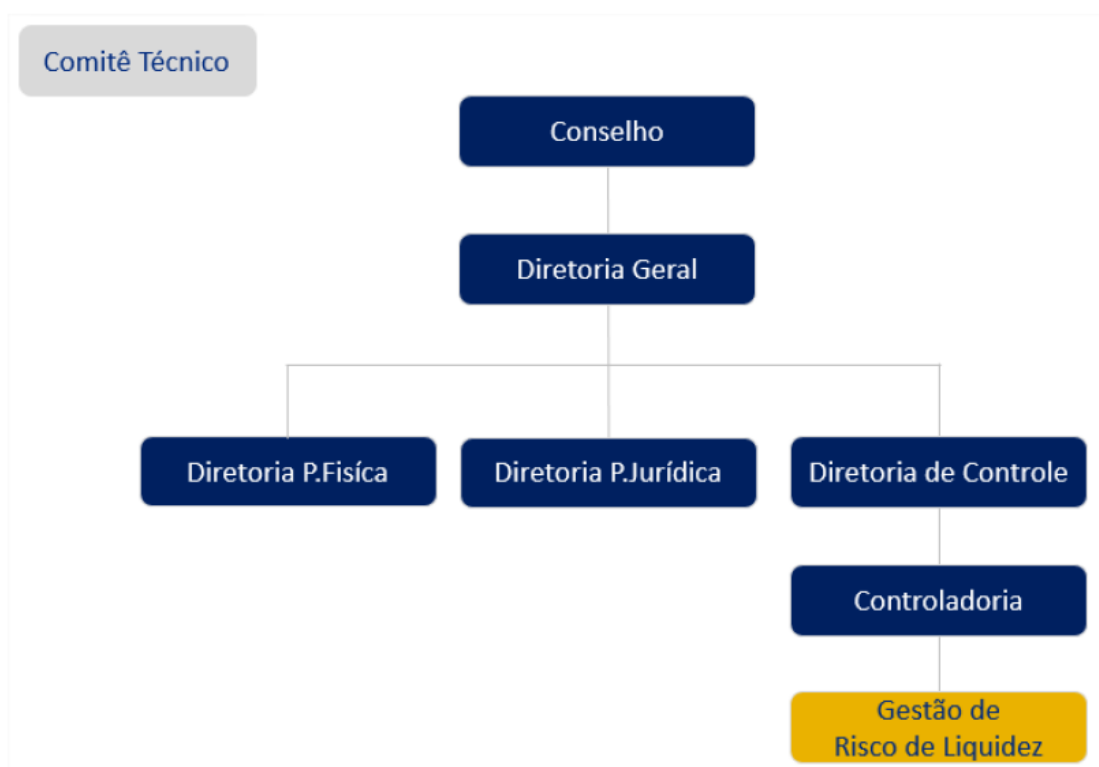 Comitê Técnico
Conselho
Diretoria Geral
Diretoria P.Fisíca
Diretoria P.Jurídica
Diretoria de Controle
Controladoria
Gestão de
Risco de Liquidez